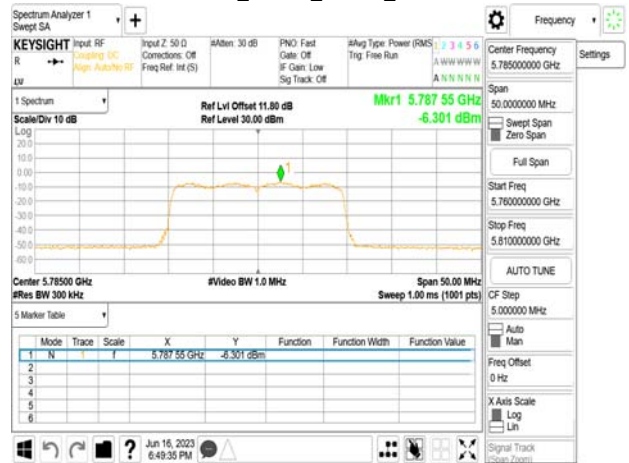 Spectrum Analyzer 1
Swept SA
Frequency
KEYSIGHT
R
Input: RF
Coupling: DC
Align: Auto/No RF
Input Z: 50 Ω
Corrections: Off
Freq Ref: Int (S)
#Atten: 30 dB
PNO: Fast
Gate: Off
IF Gain: Low
Sig Track: Off
#Avg Type: Power (RMS
Trig: Free Run
1 2 3 4 5 6
A WWWWW
A N N N N N
Settings
Center Frequency
5.785000000 GHz
Span
50.0000000 MHz
Swept Span
Zero Span
Full Span
Start Freq
5.760000000 GHz
Stop Freq
5.810000000 GHz
AUTO TUNE
CF Step
5.000000 MHz
Auto
Man
Freq Offset
0 Hz
X Axis Scale
Log
Lin
Signal Track
(Span Zoom)
1 Spectrum
Scale/Div 10 dB
Ref Lvl Offset 11.80 dB
Ref Level 30.00 dBm
Mkr1 5.787 55 GHz
-6.301 dBm
Log
20.0
10.0
0.00
-10.0
-20.0
-30.0
-40.0
-50.0
-60.0
1
Center 5.78500 GHz
#Res BW 300 kHz
#Video BW 1.0 MHz
Span 50.00 MHz
Sweep 1.00 ms (1001 pts)
5 Marker Table
Mode Trace Scale X Y Function Function Width Function Value
1 N 1 f 5.787 55 GHz -6.301 dBm
2
3
4
5
6
?
Jun 16, 2023
6:49:35 PM